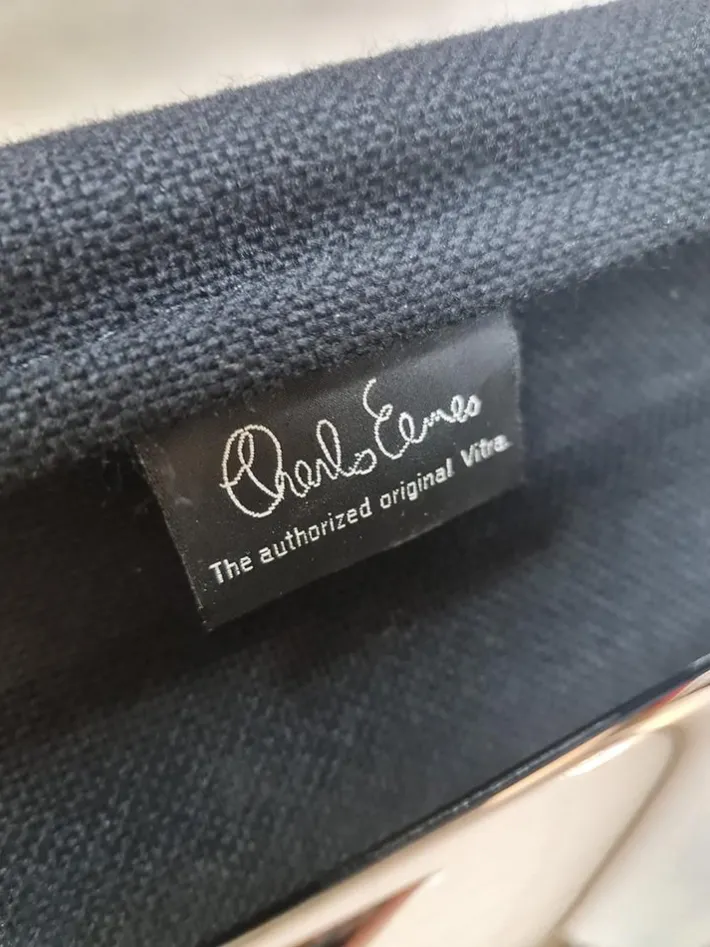 Charles Eames
The authorized original Vitra.